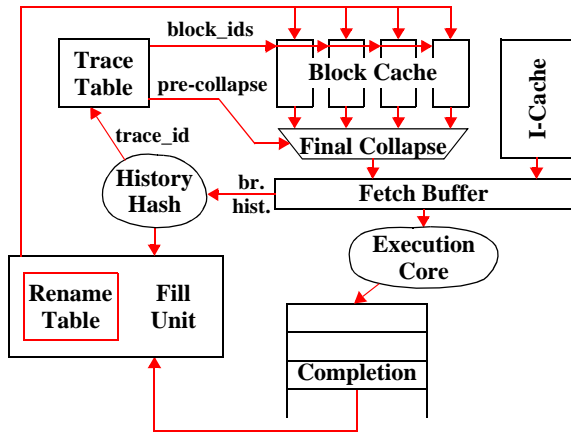 block_ids
Trace
Table
Block Cache
pre-collapse
I-Cache
trace_id
Final Collapse
History
Hash
br.
hist.
Fetch Buffer
Execution
Core
Rename
Table
Fill
Unit
Completion